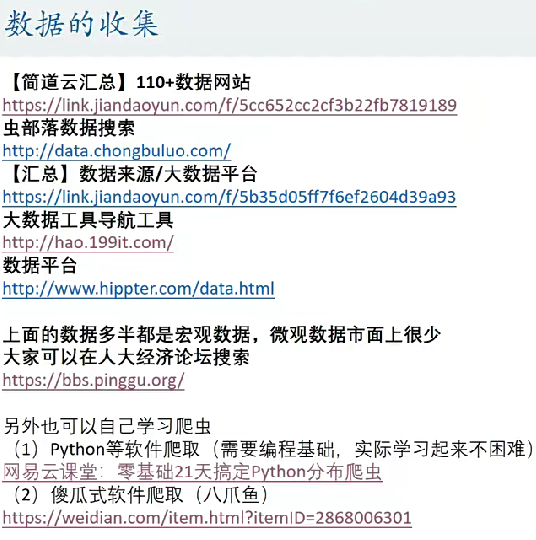 数据的收集
【简道云汇总】110+数据网站
https://link.jiandaoyun.com/f/5cc652cc2cf3b22fb7819189
虫部落数据搜索
http://data.chongbuluo.com/
【汇总】数据来源/大数据平台
https://link.jiandaoyun.com/f/5b35d05ff7f6ef2604d39a93
大数据工具导航工具
http://hao.199it.com/
数据平台
http://www.hippter.com/data.html
上面的数据多半都是宏观数据，微观数据市面上很少
大家可以在人大经济论坛搜索
https://bbs.pinggu.org/
另外也可以自己学习爬虫
（1）Python等软件爬取（需要编程基础，实际学习起来不困难）
网易云课堂：零基础21天搞定Python分布爬虫
（2）傻瓜式软件爬取（八爪鱼）
https://weidian.com/item.html?itemID=2868006301